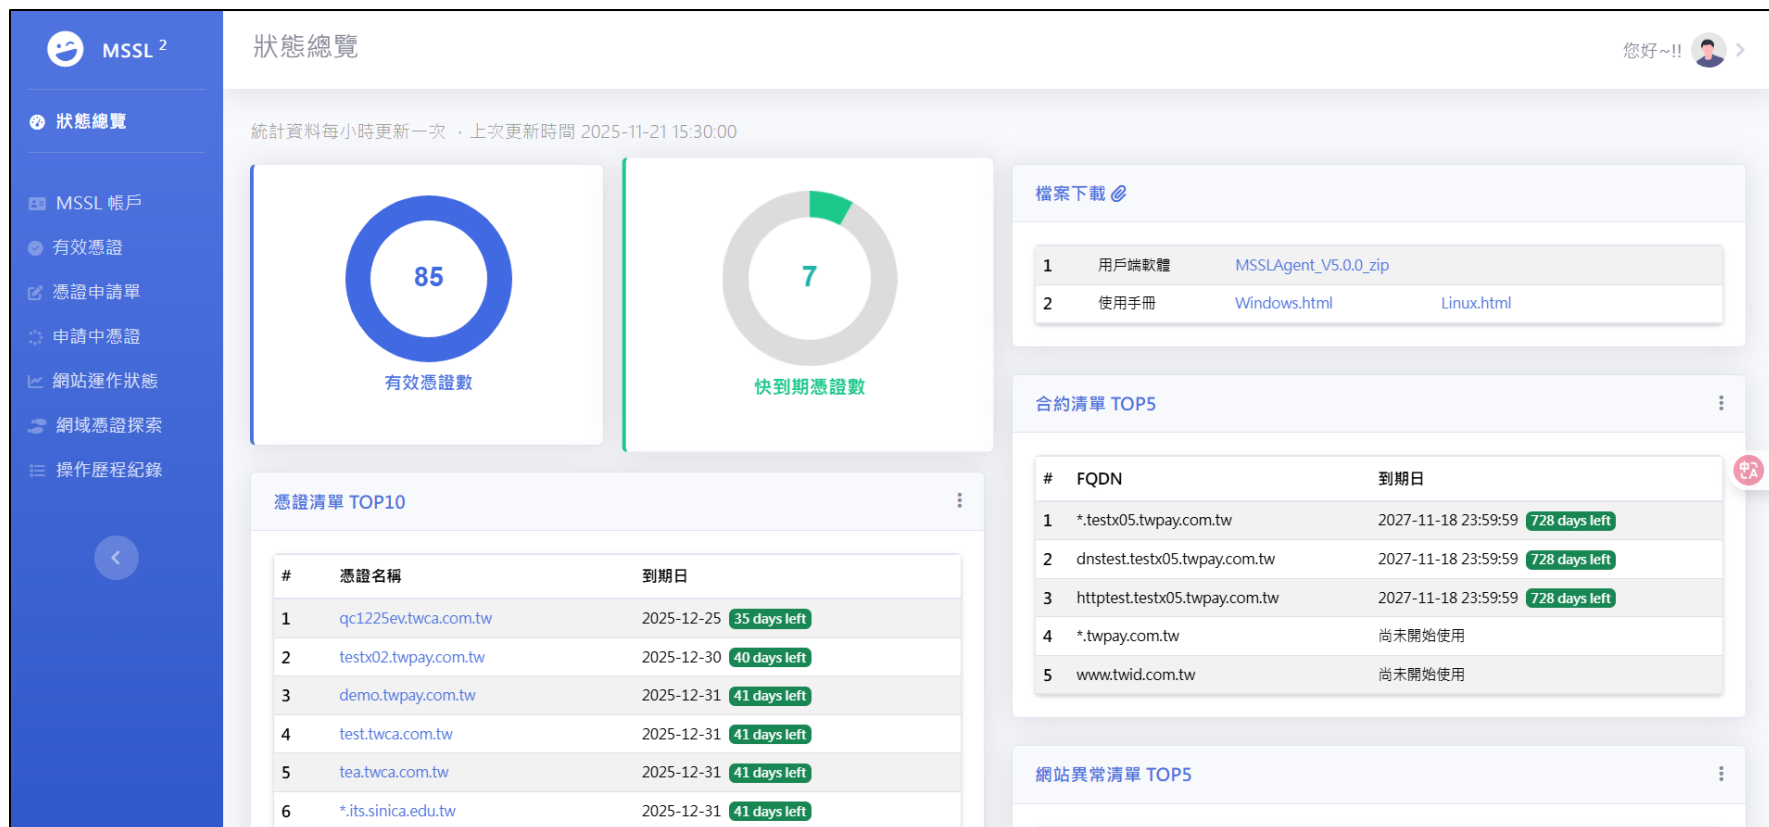 MSSL 2
狀態總覽
MSSL 帳戶
有效憑證
憑證申請單
申請中憑證
網站運作狀態
網域憑證探索
操作歷程紀錄
狀態總覽
您好~!!
統計資料每小時更新一次 ‧ 上次更新時間 2025-11-21 15:30:00
85
有效憑證數
7
快到期憑證數
憑證清單 TOP10
# 憑證名稱 到期日
1 qc1225ev.twca.com.tw 2025-12-25 35 days left
2 testx02.twpay.com.tw 2025-12-30 40 days left
3 demo.twpay.com.tw 2025-12-31 41 days left
4 test.twca.com.tw 2025-12-31 41 days left
5 tea.twca.com.tw 2025-12-31 41 days left
6 *.its.sinica.edu.tw 2025-12-31 41 days left
檔案下載
1 用戶端軟體 MSSLAgent_V5.0.0_zip
2 使用手冊 Windows.html Linux.html
合約清單 TOP5
# FQDN 到期日
1 *.testx05.twpay.com.tw 2027-11-18 23:59:59 728 days left
2 dnstest.testx05.twpay.com.tw 2027-11-18 23:59:59 728 days left
3 httptest.testx05.twpay.com.tw 2027-11-18 23:59:59 728 days left
4 *.twpay.com.tw 尚未開始使用
5 www.twid.com.tw 尚未開始使用
網站異常清單 TOP5
中A